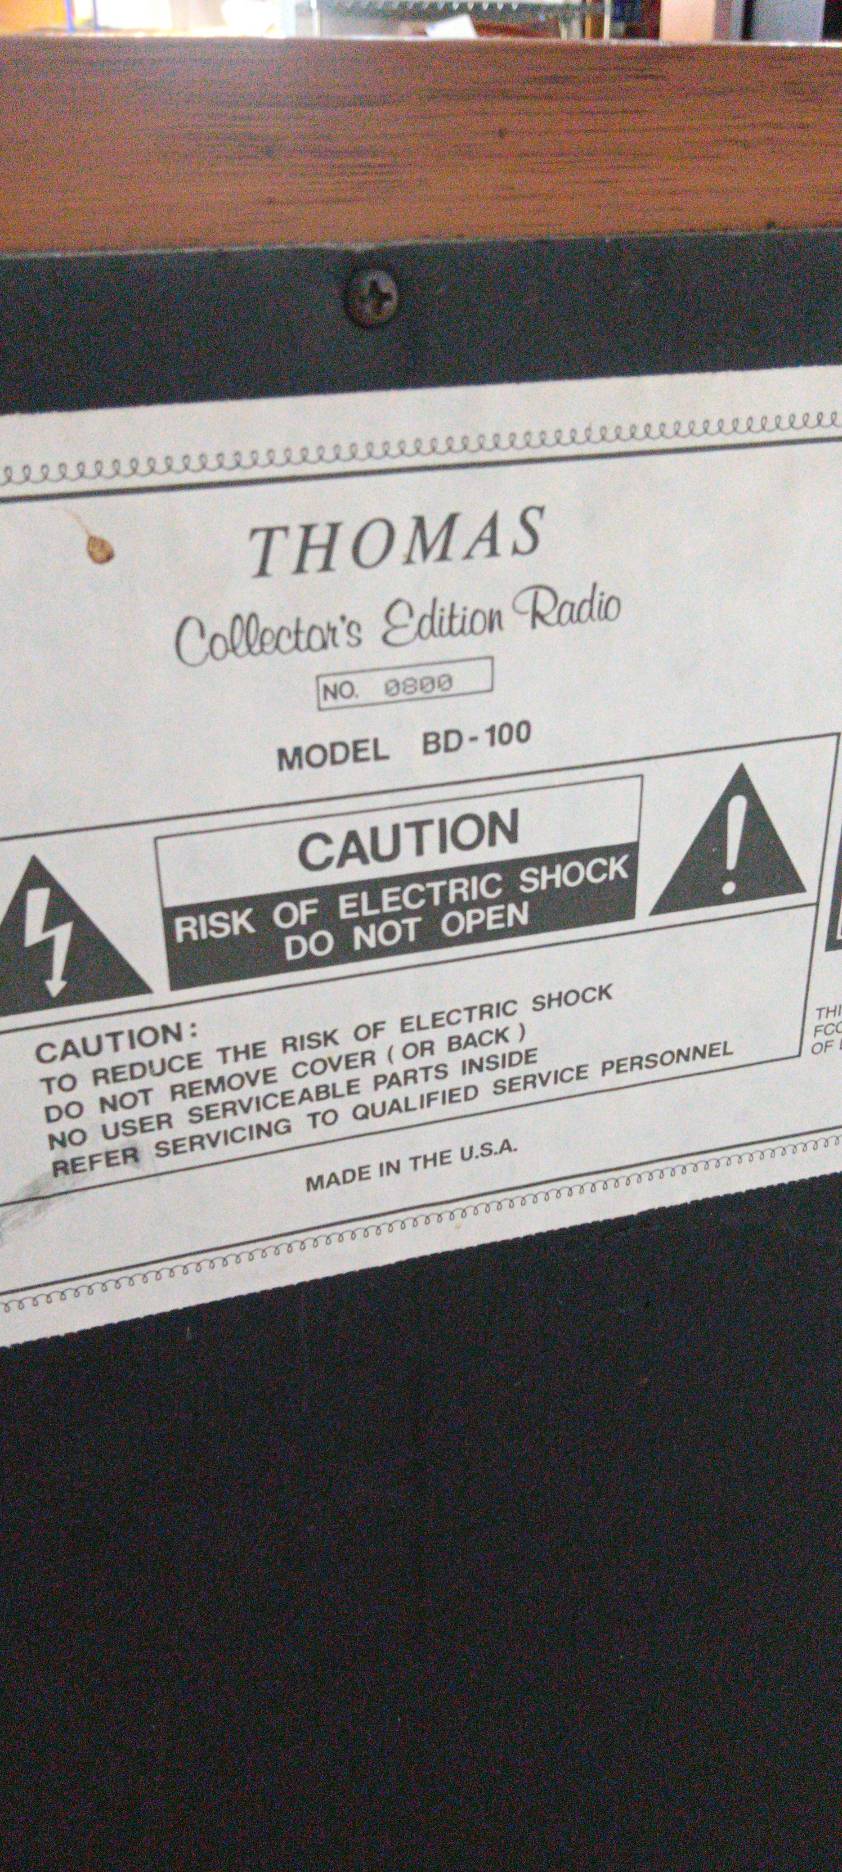 THOMAS
Collector's Edition Radio
NO. 0800
MODEL BD-100
CAUTION
RISK OF ELECTRIC SHOCK
DO NOT OPEN
CAUTION:
TO REDUCE THE RISK OF ELECTRIC SHOCK
DO NOT REMOVE COVER ( OR BACK )
NO USER SERVICEABLE PARTS INSIDE
REFER SERVICING TO QUALIFIED SERVICE PERSONNEL
MADE IN THE U.S.A.
FCC
OF